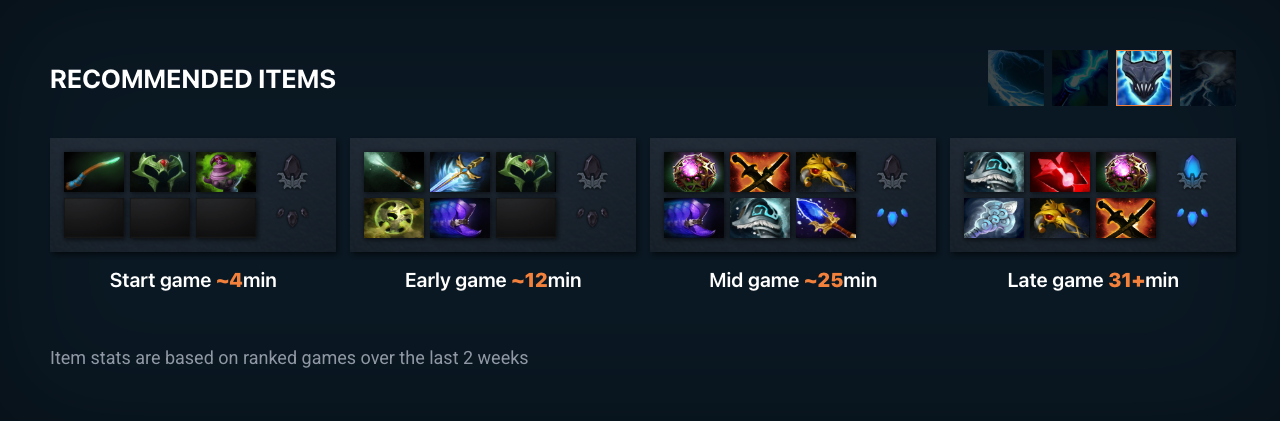 RECOMMENDED ITEMS
Start game ~4min
Early game ~12min
Mid game ~25min
Late game 31+min
Item stats are based on ranked games over the last 2 weeks